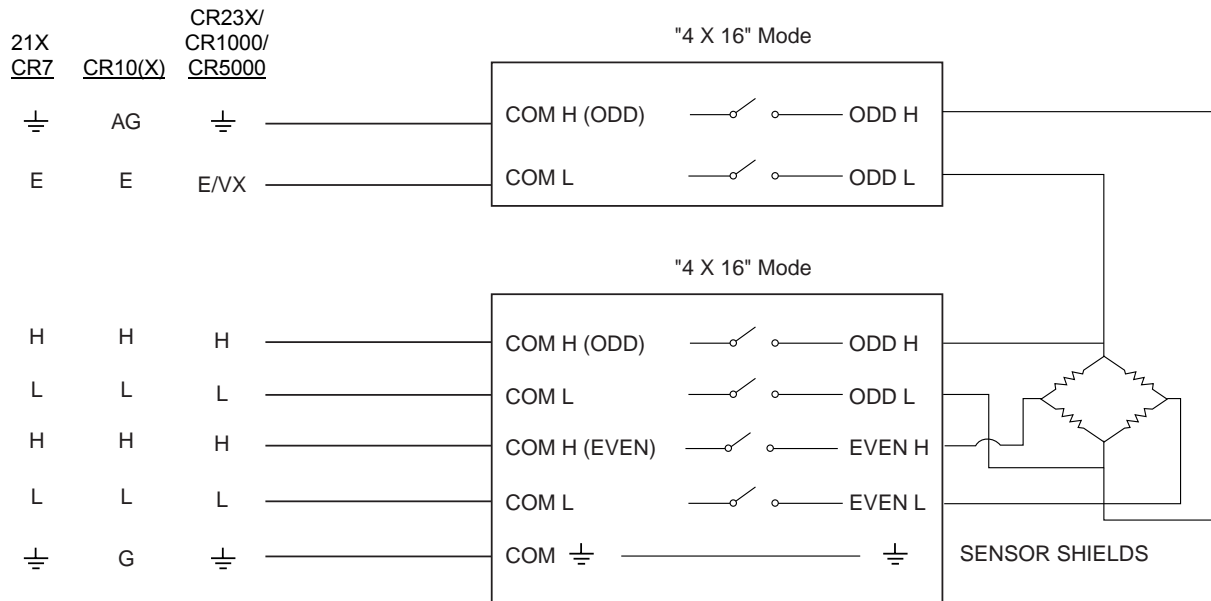 CR23X/
21X CR1000/
CR7 CR10(X) CR5000
"4 X 16" Mode
AG COM H (ODD) ODD H
E E E/VX COM L ODD L
"4 X 16" Mode
H H H COM H (ODD) ODD H
L L L COM L ODD L
H H H COM H (EVEN) EVEN H
L L L COM L EVEN L
G COM SENSOR SHIELDS